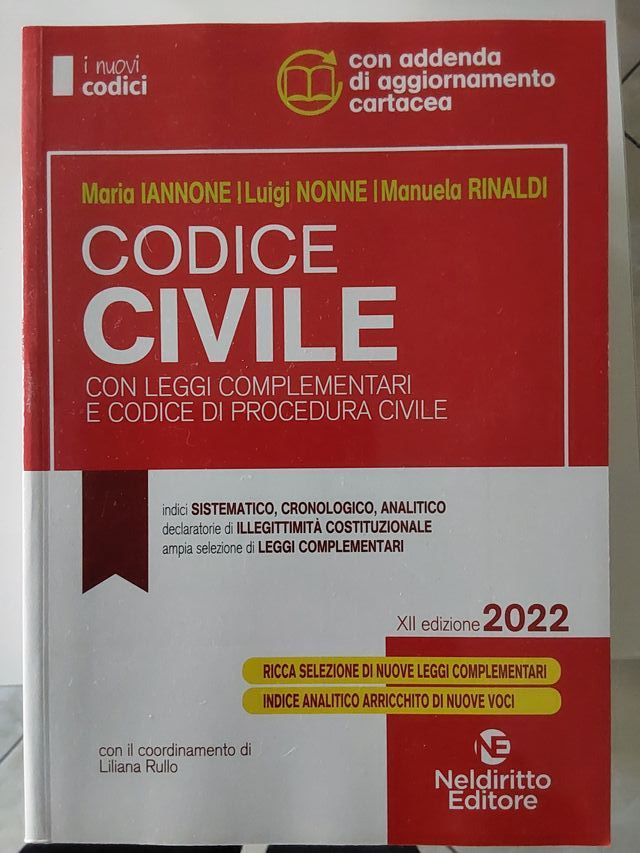 i nuovi
codici
con addenda
di aggiornamento
cartacea
Maria IANNONE | Luigi NONNE | Manuela RINALDI
CODICE
CIVILE
CON LEGGI COMPLEMENTARI
E CODICE DI PROCEDURA CIVILE
indici SISTEMATICO, CRONOLOGICO, ANALITICO
declaratorie di ILLEGITTIMITÀ COSTITUZIONALE
ampia selezione di LEGGI COMPLEMENTARI
XII edizione 2022
RICCA SELEZIONE DI NUOVE LEGGI COMPLEMENTARI
INDICE ANALITICO ARRICCHITO DI NUOVE VOCI
con il coordinamento di
Liliana Rullo
NE
Neldiritto
Editore